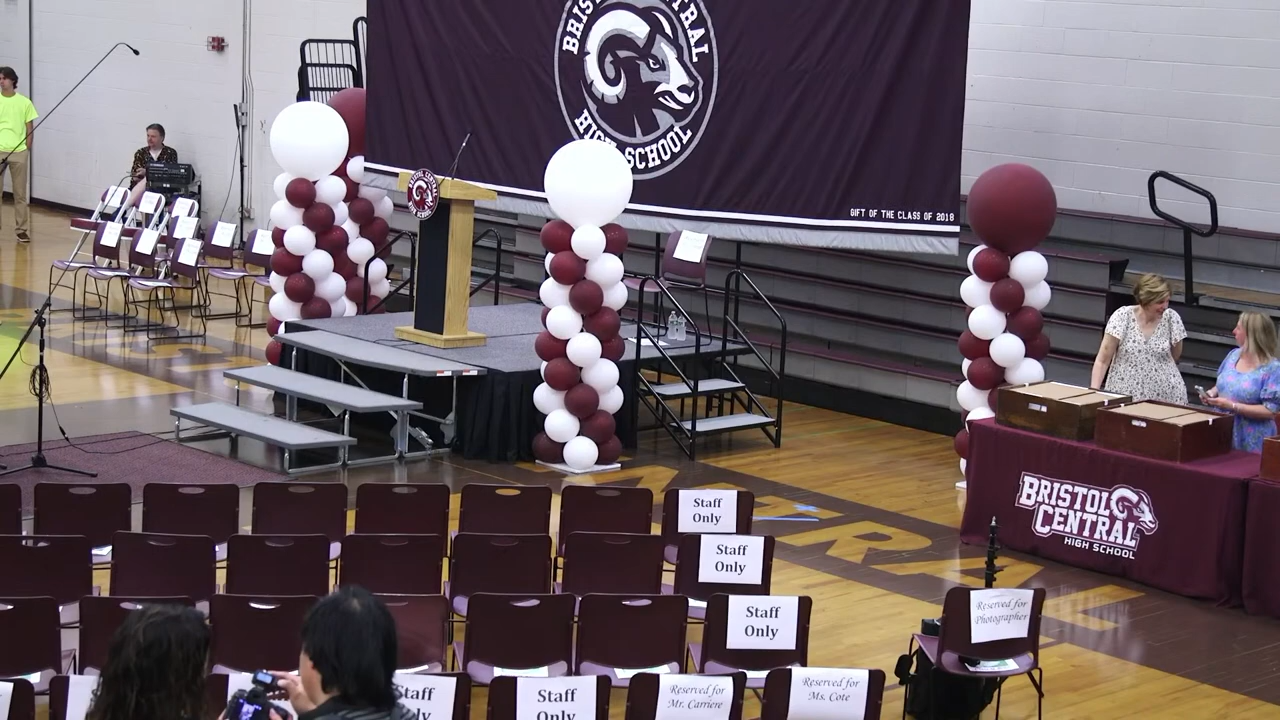 BRISTOL CENTRAL
HIGH SCHOOL
GIFT OF THE CLASS OF 2018
BRISTOL
CENTRAL
HIGH SCHOOL
Staff
Only
Staff
Only
Staff
Only
Reserved for
Photographer
Staff
Only
Reserved for
Mr. Carriere
Reserved for
Ms. Cote